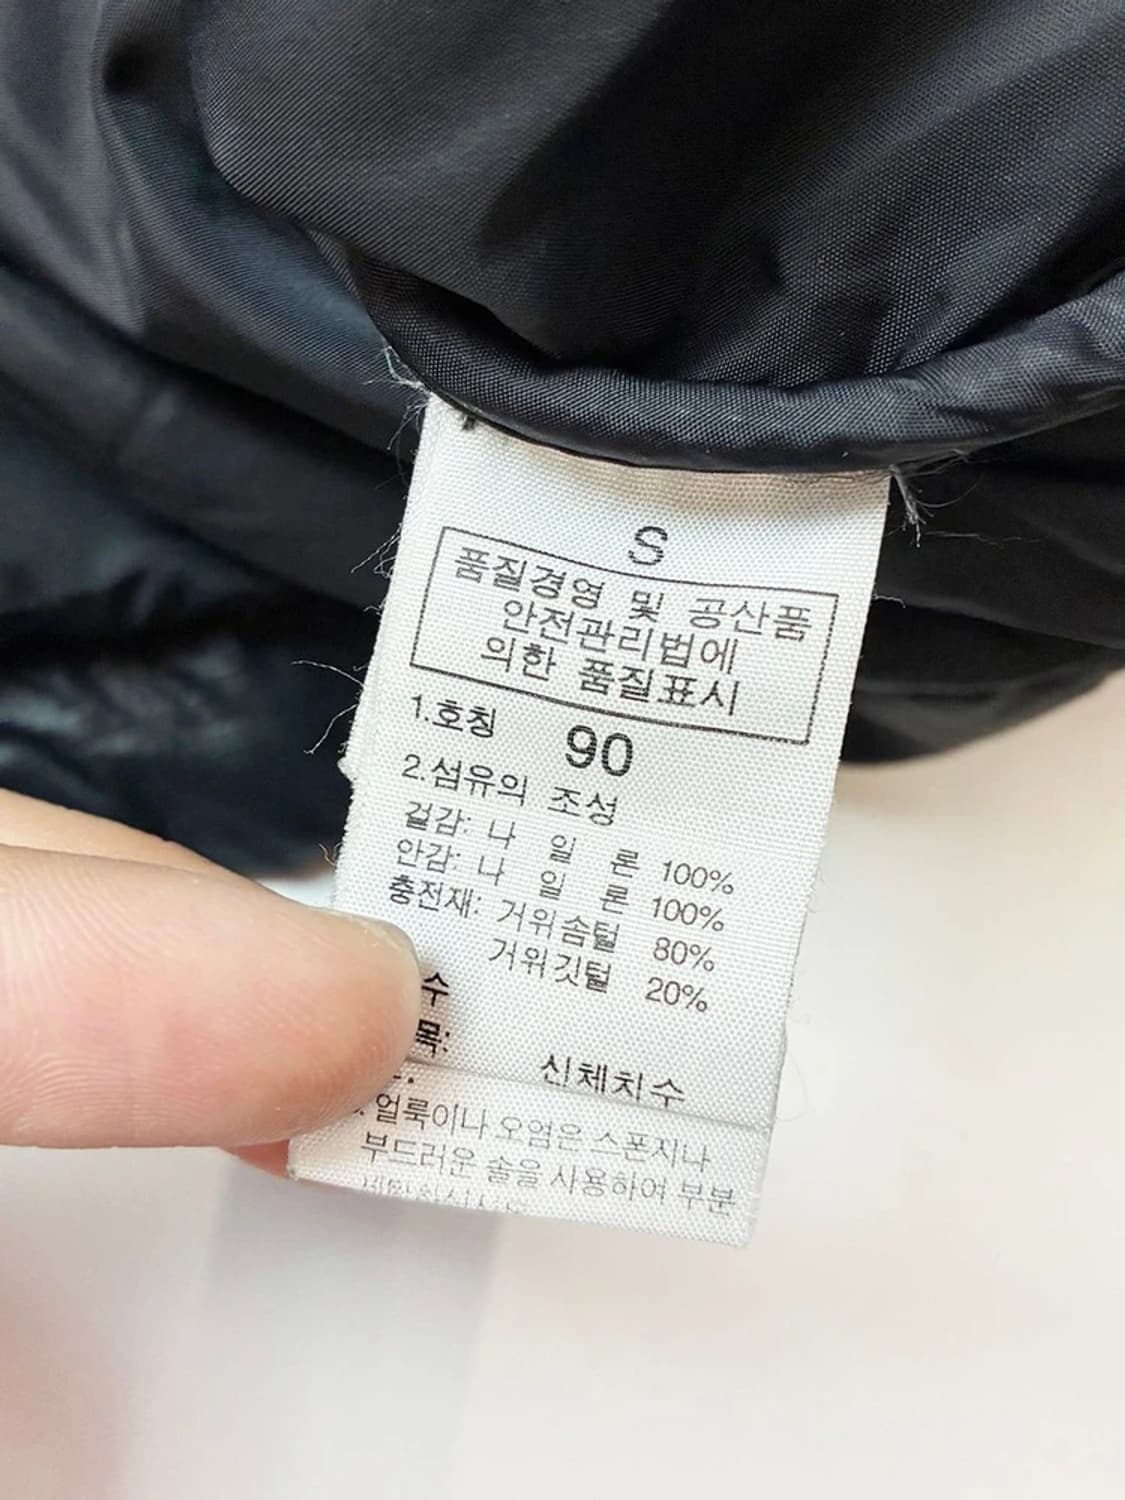 S
품질경영 및 공산품
안전관리법에
의한 품질표시
1.호칭 90
2.섬유의 조성
겉감: 나 일 론 100%
안감: 나 일 론 100%
충전재: 거위솜털 80%
거위깃털 20%
수
목:
신체치수
얼룩이나 오염은 스폰지나
부드러운 솔을 사용하여 부분